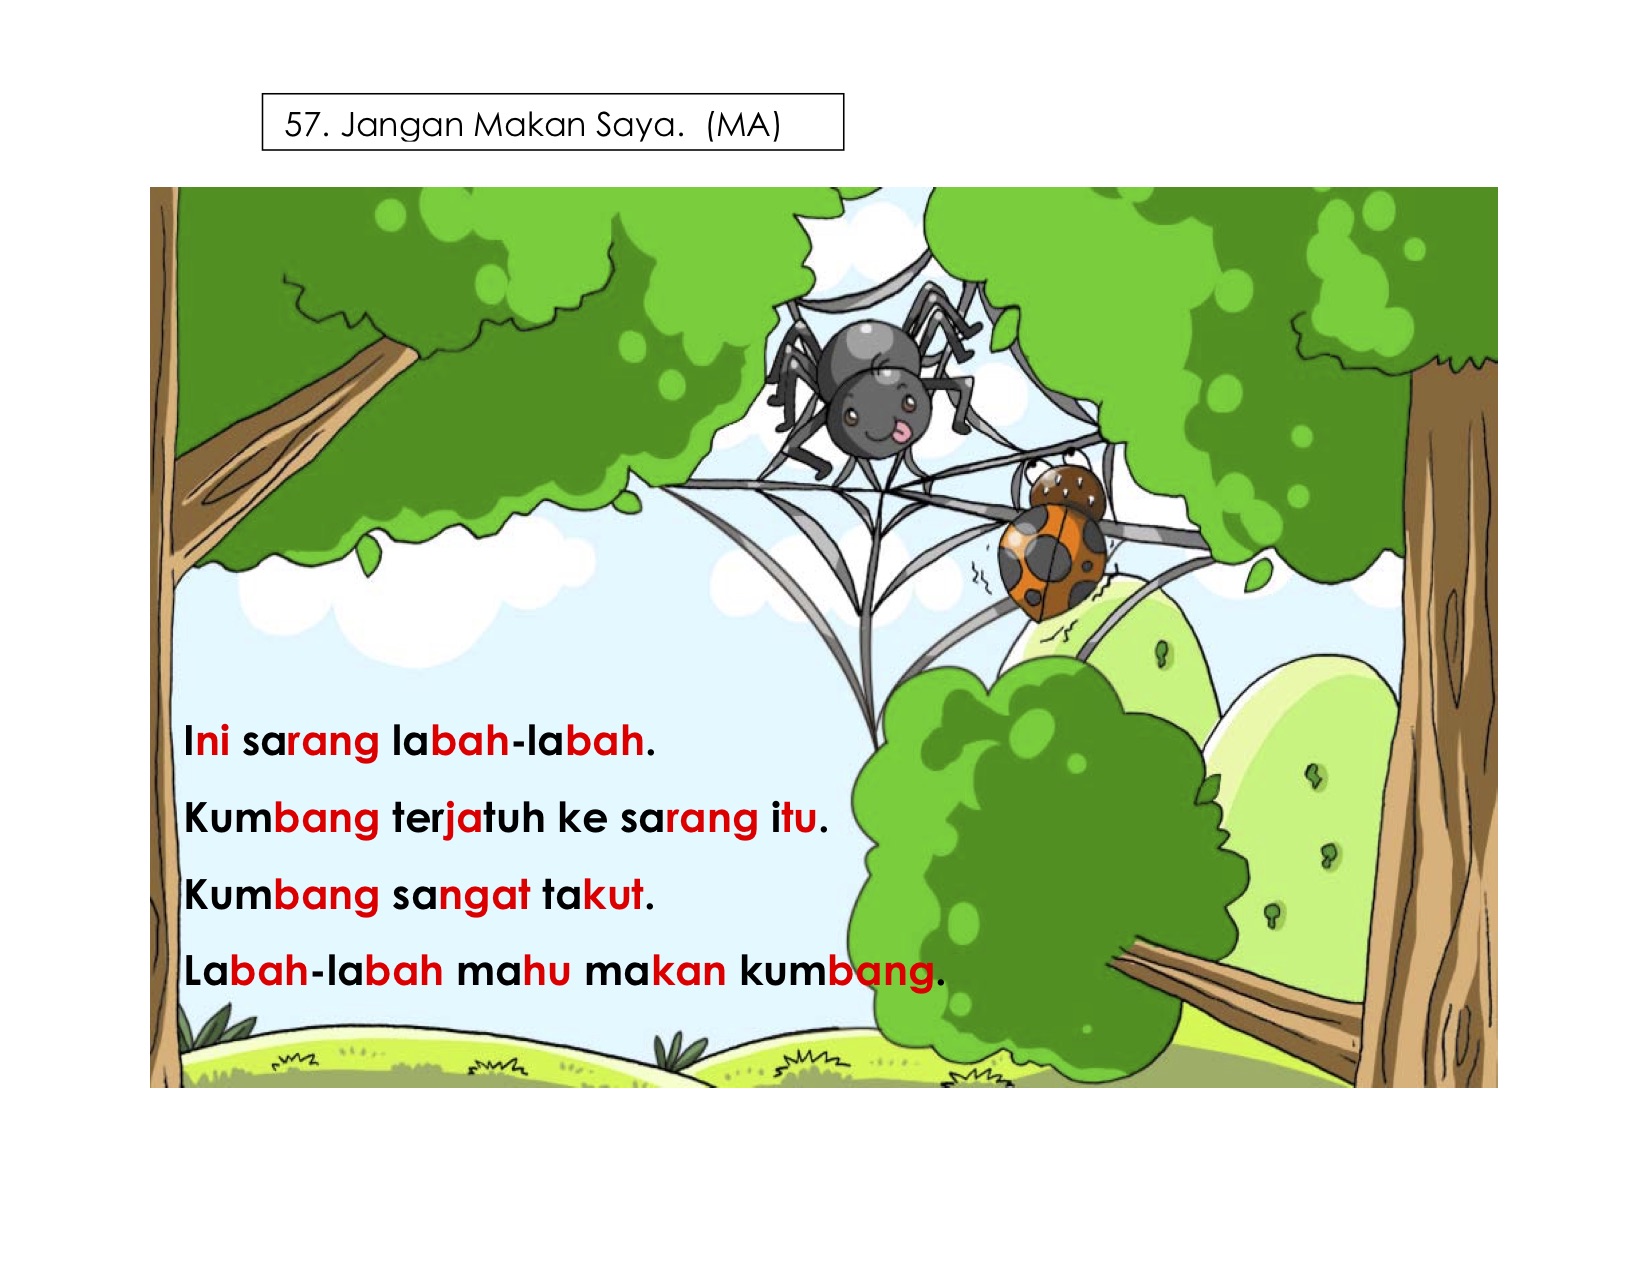 57. Jangan Makan Saya. (MA)
Ini sarang labah-labah.
Kumbang terjatuh ke sarang itu.
Kumbang sangat takut.
Labah-labah mahu makan kumbang.